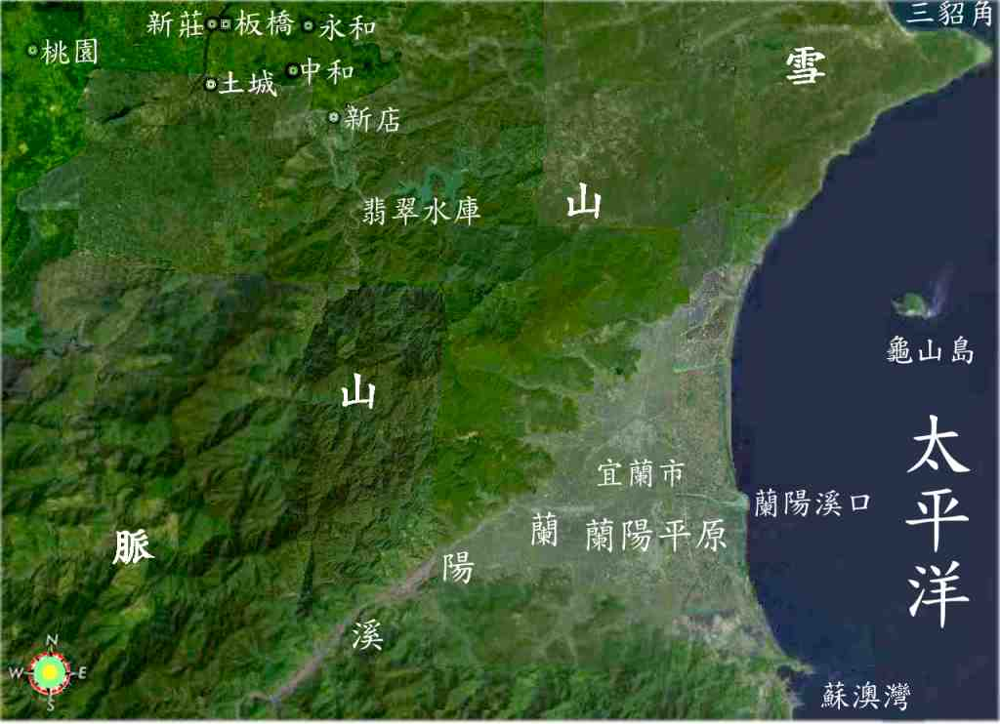 三貂角
新莊 板橋 永和
桃園
中和
土城
雪
新店
山
翡翠水庫
龜山島
山
太平洋
宜蘭市
蘭陽溪口
蘭 蘭陽平原
脈
陽
溪
N
W E
S
蘇澳灣